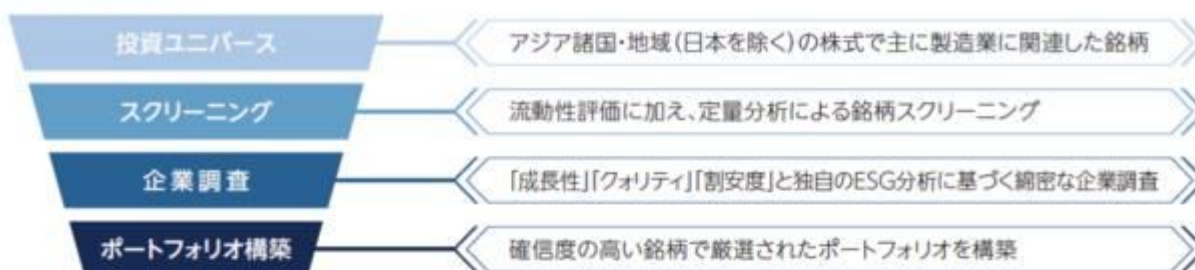 投資ユニバース
アジア諸国・地域(日本を除く)の株式で主に製造業に関連した銘柄
スクリーニング
流動性評価に加え、定量分析による銘柄スクリーニング
企業調査
「成長性」「クォリティ」「割安度」と独自のESG分析に基づく綿密な企業調査
ポートフォリオ構築
確信度の高い銘柄で厳選されたポートフォリオを構築